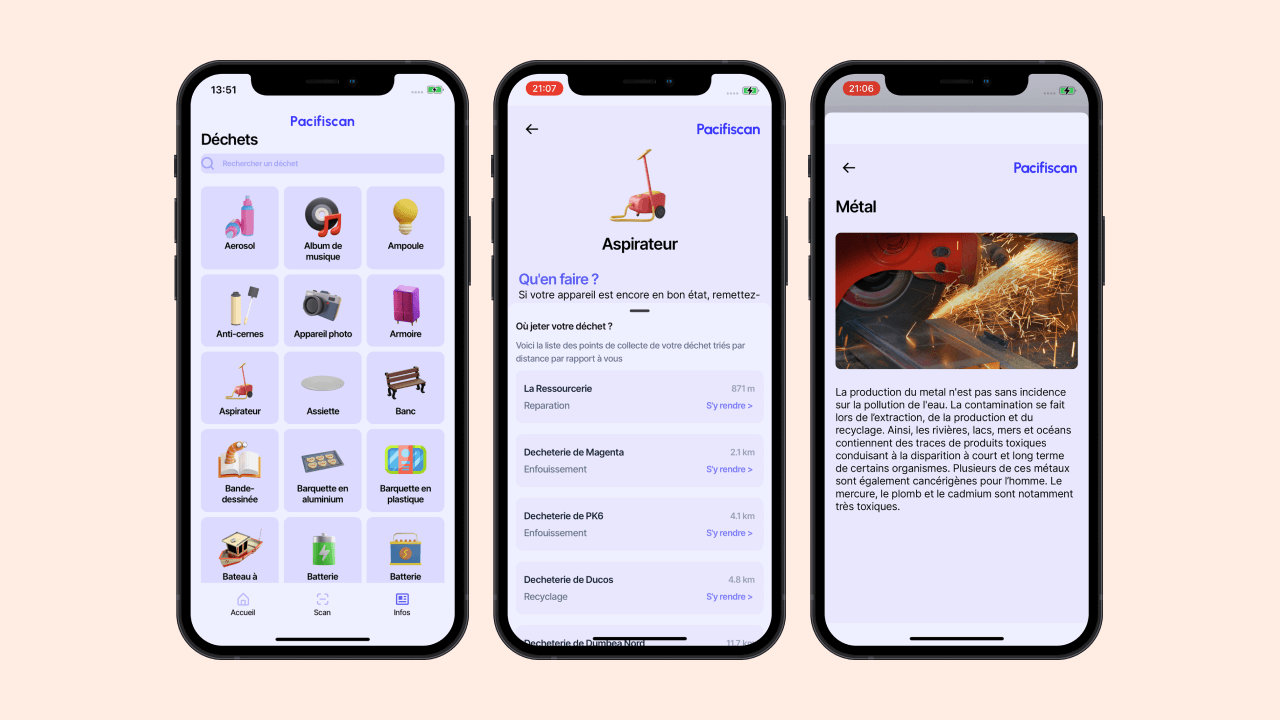 13:51
Pacifiscan
Déchets
Rechercher un déchet
Aerosol
Album de
musique
Ampoule
Anti-cernes
Appareil photo
Armoire
Aspirateur
Assiette
Banc
Bande-
dessinée
Barquette en
aluminium
Barquette en
plastique
Bateau à
Batterie
Batterie
Accueil
Scan
Infos
21:07
Pacifiscan
Aspirateur
Qu'en faire ?
Si votre appareil est encore en bon état, remettez-
Où jeter votre déchet ?
Voici la liste des points de collecte de votre déchet triés par
distance par rapport à vous
La Ressourcerie 871 m
Reparation S'y rendre >
Decheterie de Magenta 2.1 km
Enfouissement S'y rendre >
Decheterie de PK6 4.1 km
Enfouissement S'y rendre >
Decheterie de Ducos 4.8 km
Recyclage S'y rendre >
Decheterie de Dumbea Nord 11.7 km
21:06
Pacifiscan
Métal
La production du metal n'est pas sans incidence
sur la pollution de l'eau. La contamination se fait
lors de l'extraction, de la production et du
recyclage. Ainsi, les rivières, lacs, mers et océans
contiennent des traces de produits toxiques
conduisant à la disparition à court et long terme
de certains organismes. Plusieurs de ces métaux
sont également cancérigènes pour l'homme. Le
mercure, le plomb et le cadmium sont notamment
très toxiques.